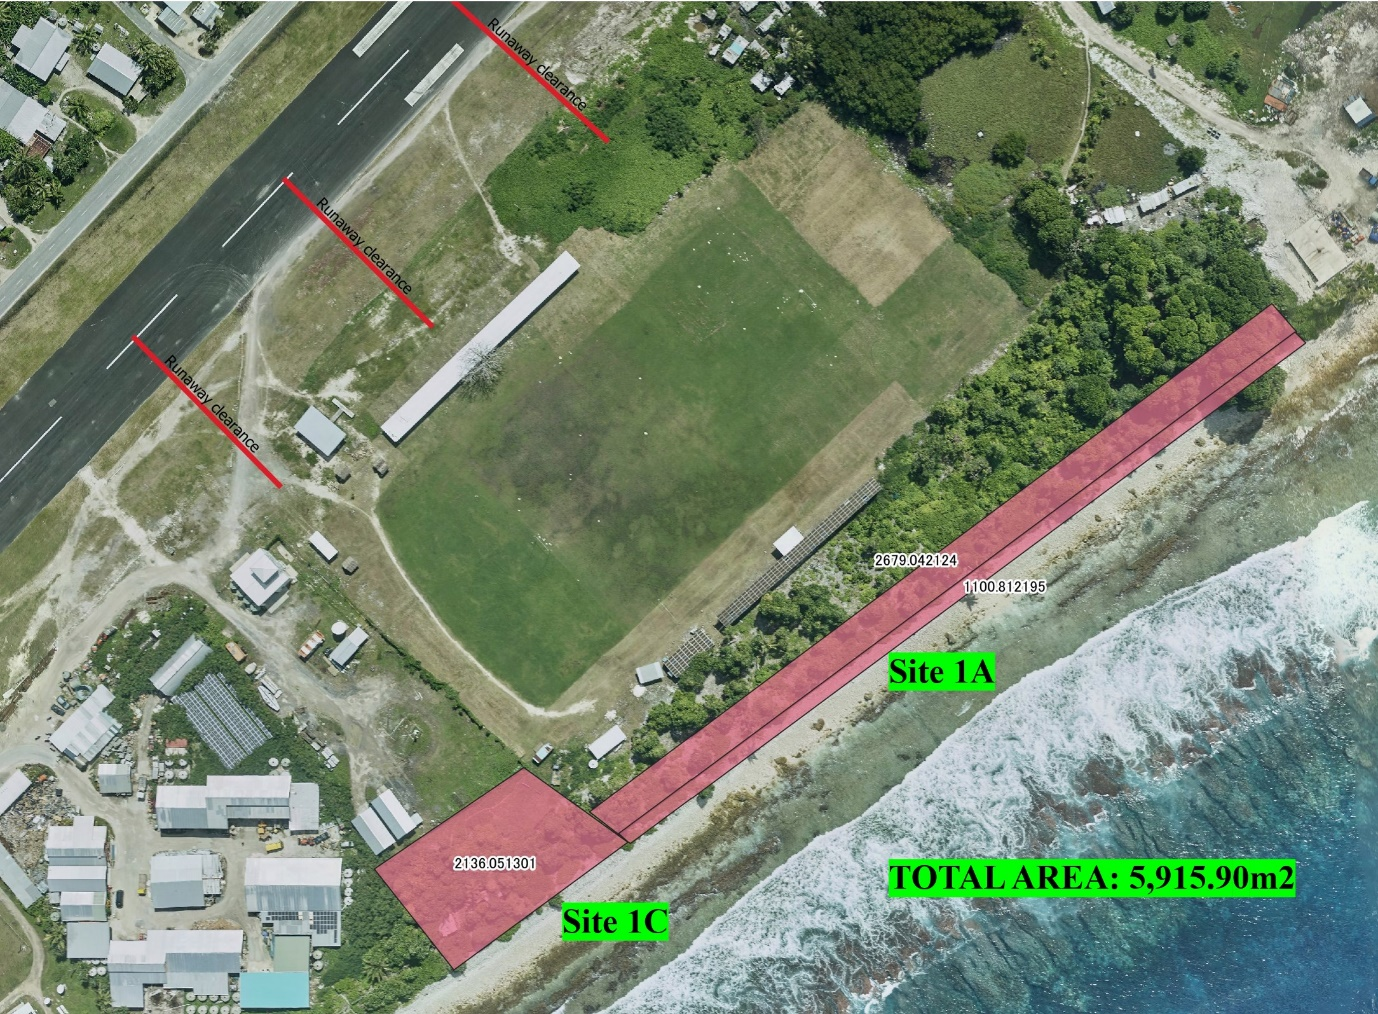 Runaway clearance
Runaway clearance
Runaway clearance
2679.042124
1100.812195
Site 1A
2136.051301
TOTAL AREA: 5,915.90m2
Site 1C